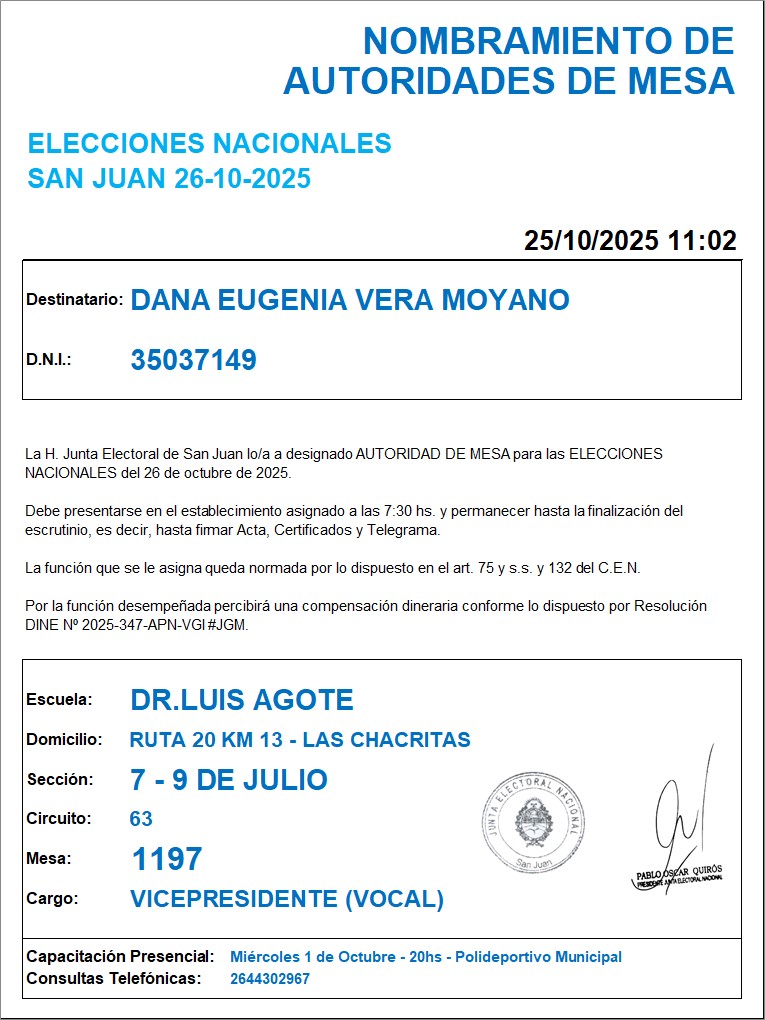 NOMBRAMIENTO DE
AUTORIDADES DE MESA
ELECCIONES NACIONALES
SAN JUAN 26-10-2025
25/10/2025 11:02
Destinatario: DANA EUGENIA VERA MOYANO
D.N.I.: 35037149
La H. Junta Electoral de San Juan lo/a a designado AUTORIDAD DE MESA para las ELECCIONES
NACIONALES del 26 de octubre de 2025.
Debe presentarse en el establecimiento asignado a las 7:30 hs. y permanecer hasta la finalización del
escrutinio, es decir, hasta firmar Acta, Certificados y Telegrama.
La función que se le asigna queda normada por lo dispuesto en el art. 75 y s.s. y 132 del C.E.N.
Por la función desempeñada percibirá una compensación dineraria conforme lo dispuesto por Resolución
DINE Nº 2025-347-APN-VGI#JGM.
Escuela: DR.LUIS AGOTE
Domicilio: RUTA 20 KM 13 - LAS CHACRITAS
Sección: 7 - 9 DE JULIO
Circuito: 63
Mesa: 1197
Cargo: VICEPRESIDENTE (VOCAL)
JUNTA ELECTORAL NACIONAL
San Juan
PABLO OSCAR QUIRÓS
PRESIDENTE JUNTA ELECTORAL NACIONAL
Capacitación Presencial: Miércoles 1 de Octubre - 20hs - Polideportivo Municipal
Consultas Telefónicas: 2644302967